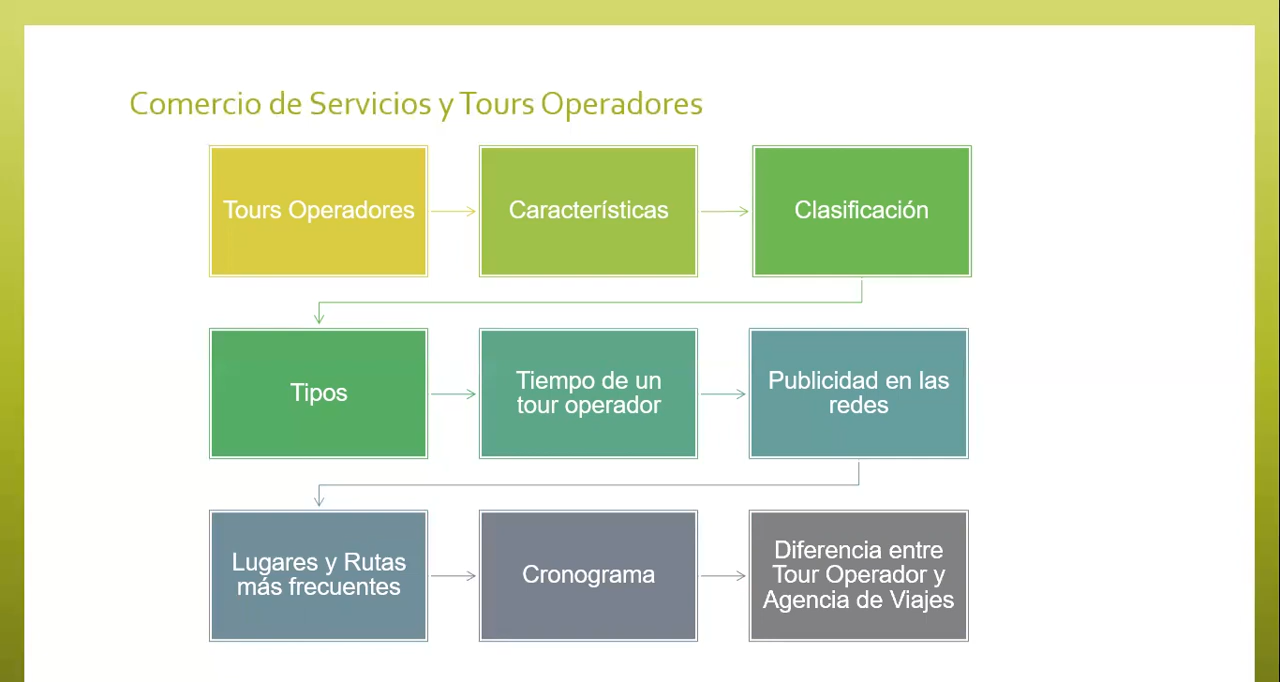 Comercio de Servicios y Tours Operadores
Tours Operadores
Características
Clasificación
Tipos
Tiempo de un
tour operador
Publicidad en las
redes
Lugares y Rutas
más frecuentes
Cronograma
Diferencia entre
Tour Operador y
Agencia de Viajes